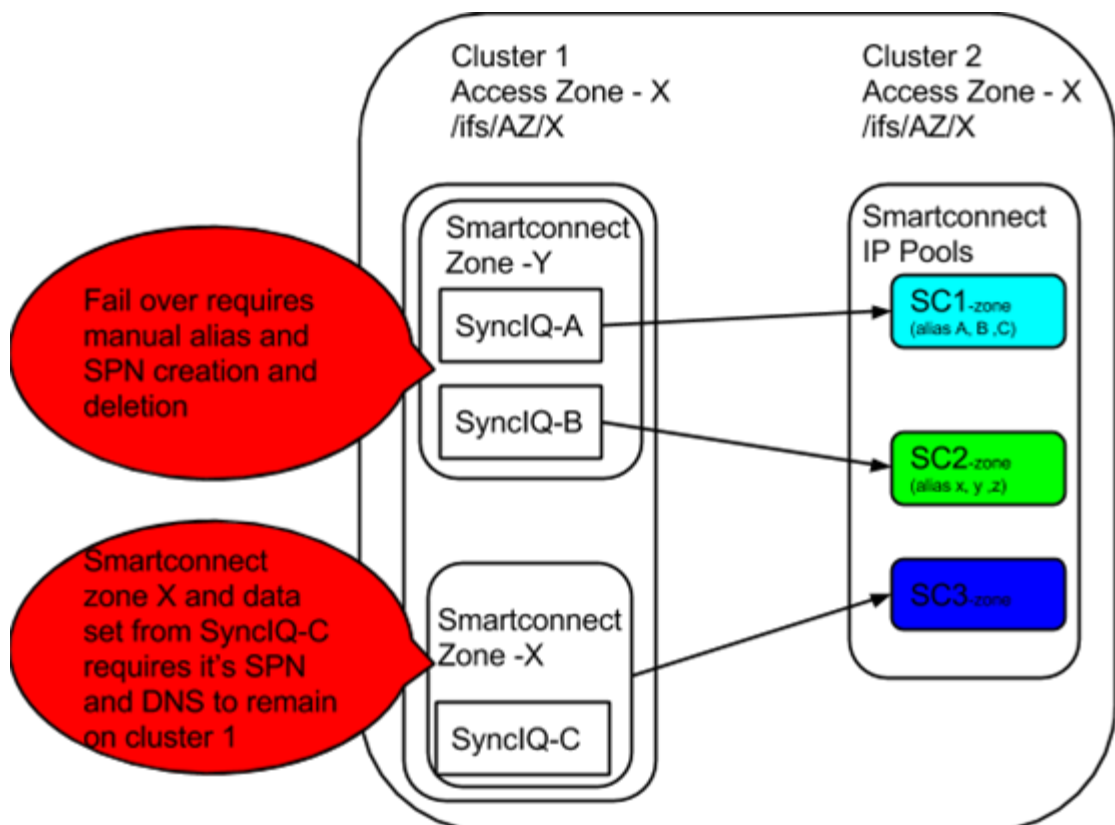 Cluster 1
Access Zone - X
/ifs/AZ/X
Cluster 2
Access Zone - X
/ifs/AZ/X
Fail over requires
manual alias and
SPN creation and
deletion
Smartconnect
Zone -Y
SyncIQ-A
SyncIQ-B
Smartconnect
IP Pools
SC1-zone
(alias A, B ,C)
SC2-zone
(alias x, y ,z)
SC3-zone
Smartconnect
zone X and data
set from SyncIQ-C
requires it's SPN
and DNS to remain
on cluster 1
Smartconnect
Zone -X
SyncIQ-C